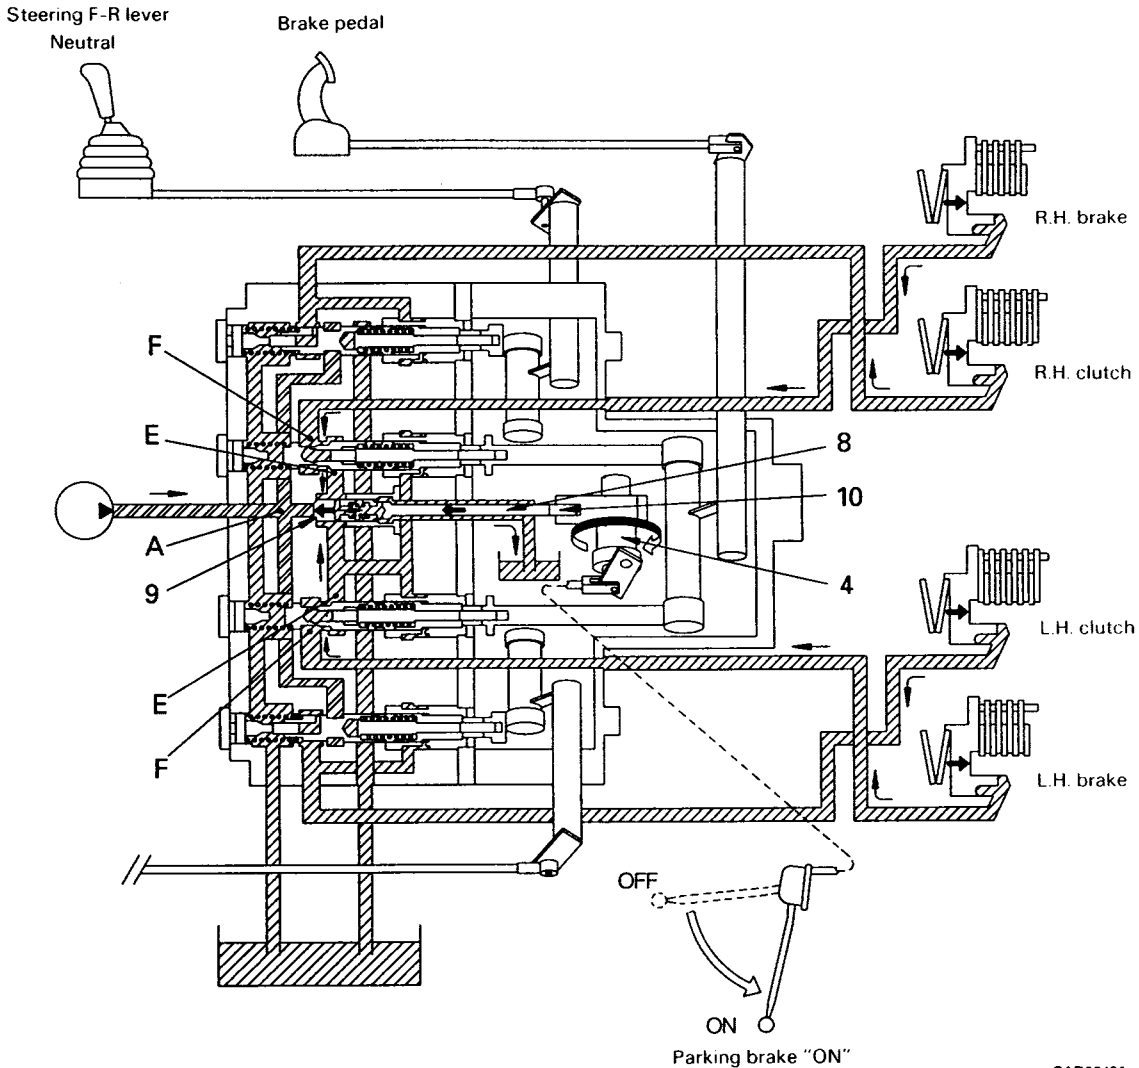 Steering F-R lever
Neutral
Brake pedal
R.H. brake
R.H. clutch
F
E
8
10
A
9
4
L.H. clutch
E
L.H. brake
F
OFF
ON
Parking brake "ON"